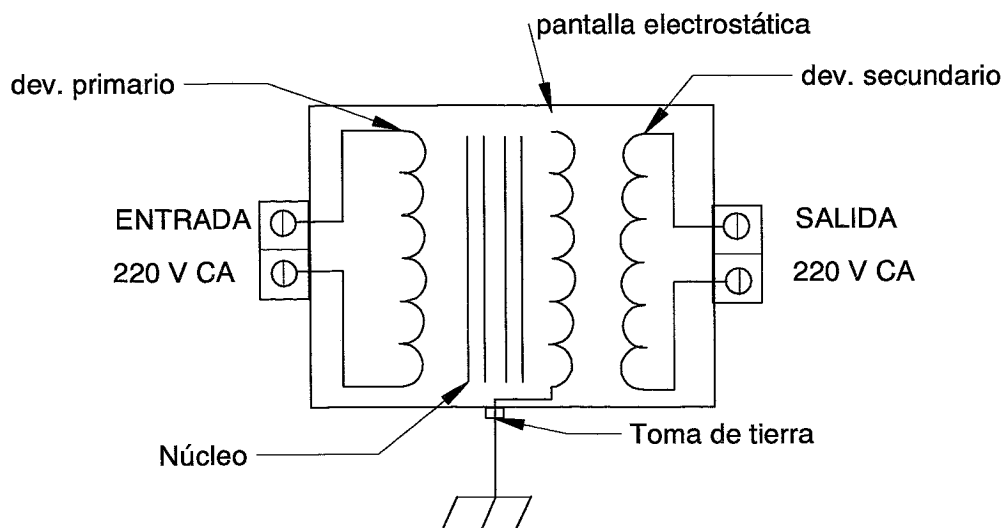 pantalla electrostática
dev. primario
dev. secundario
ENTRADA
220 V CA
SALIDA
220 V CA
Toma de tierra
Núcleo